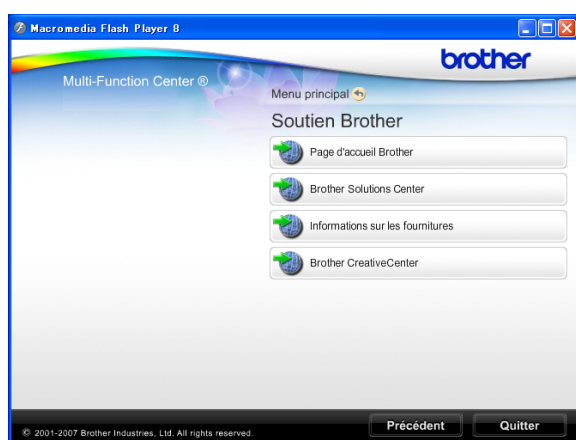 Macromedia Flash Player 8
brother
Multi-Function Center ®
Menu principal
Soutien Brother
Page d'accueil Brother
Brother Solutions Center
Informations sur les fournitures
Brother CreativeCenter
© 2001-2007 Brother Industries, Ltd. All rights reserved.
Précédent
Quitter